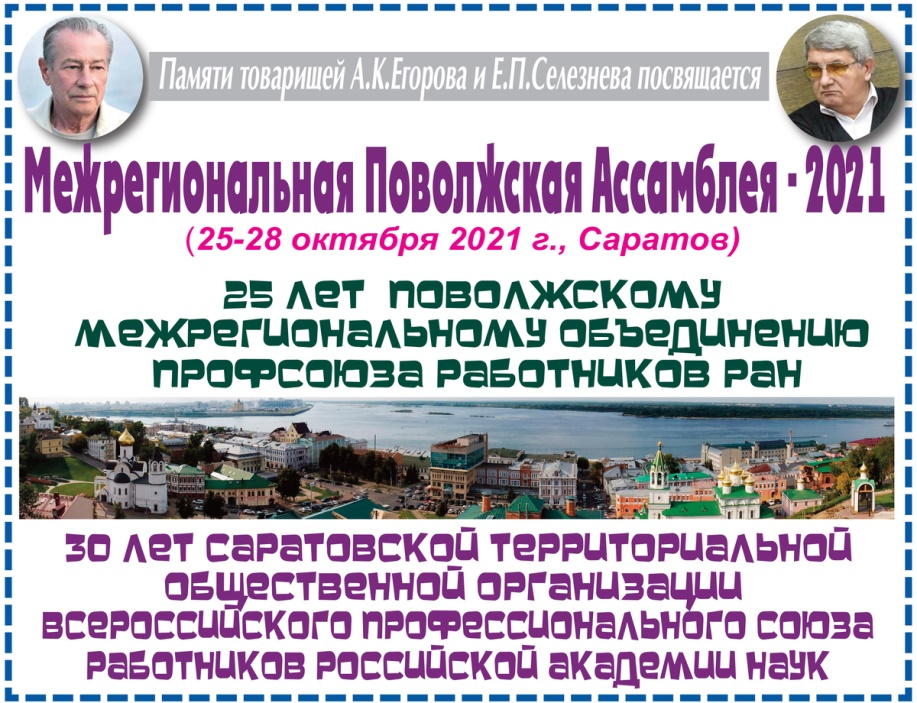 Памяти товарищей А.К.Егорова и Е.П.Селезнева посвящается
Межрегиональная Поволжская Ассамблея - 2021
(25-28 октября 2021 г., Саратов)
25 лет поволжскому
межрегиональному объединению
профсоюза работников РАН
30 лет саратовской территориальной
общественной организации
всероссийского профессионального союза
работников российской академии наук